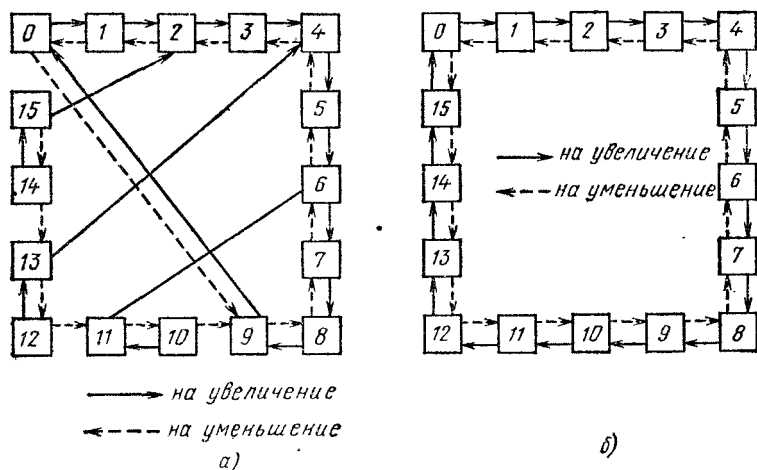 0 1 2 3 4
15 5
14 6
13 7
12 11 10 9 8
на увеличение
на уменьшение
а)
0 1 2 3 4
15 5
на увеличение
14 6
на уменьшение
13 7
12 11 10 9 8
б)